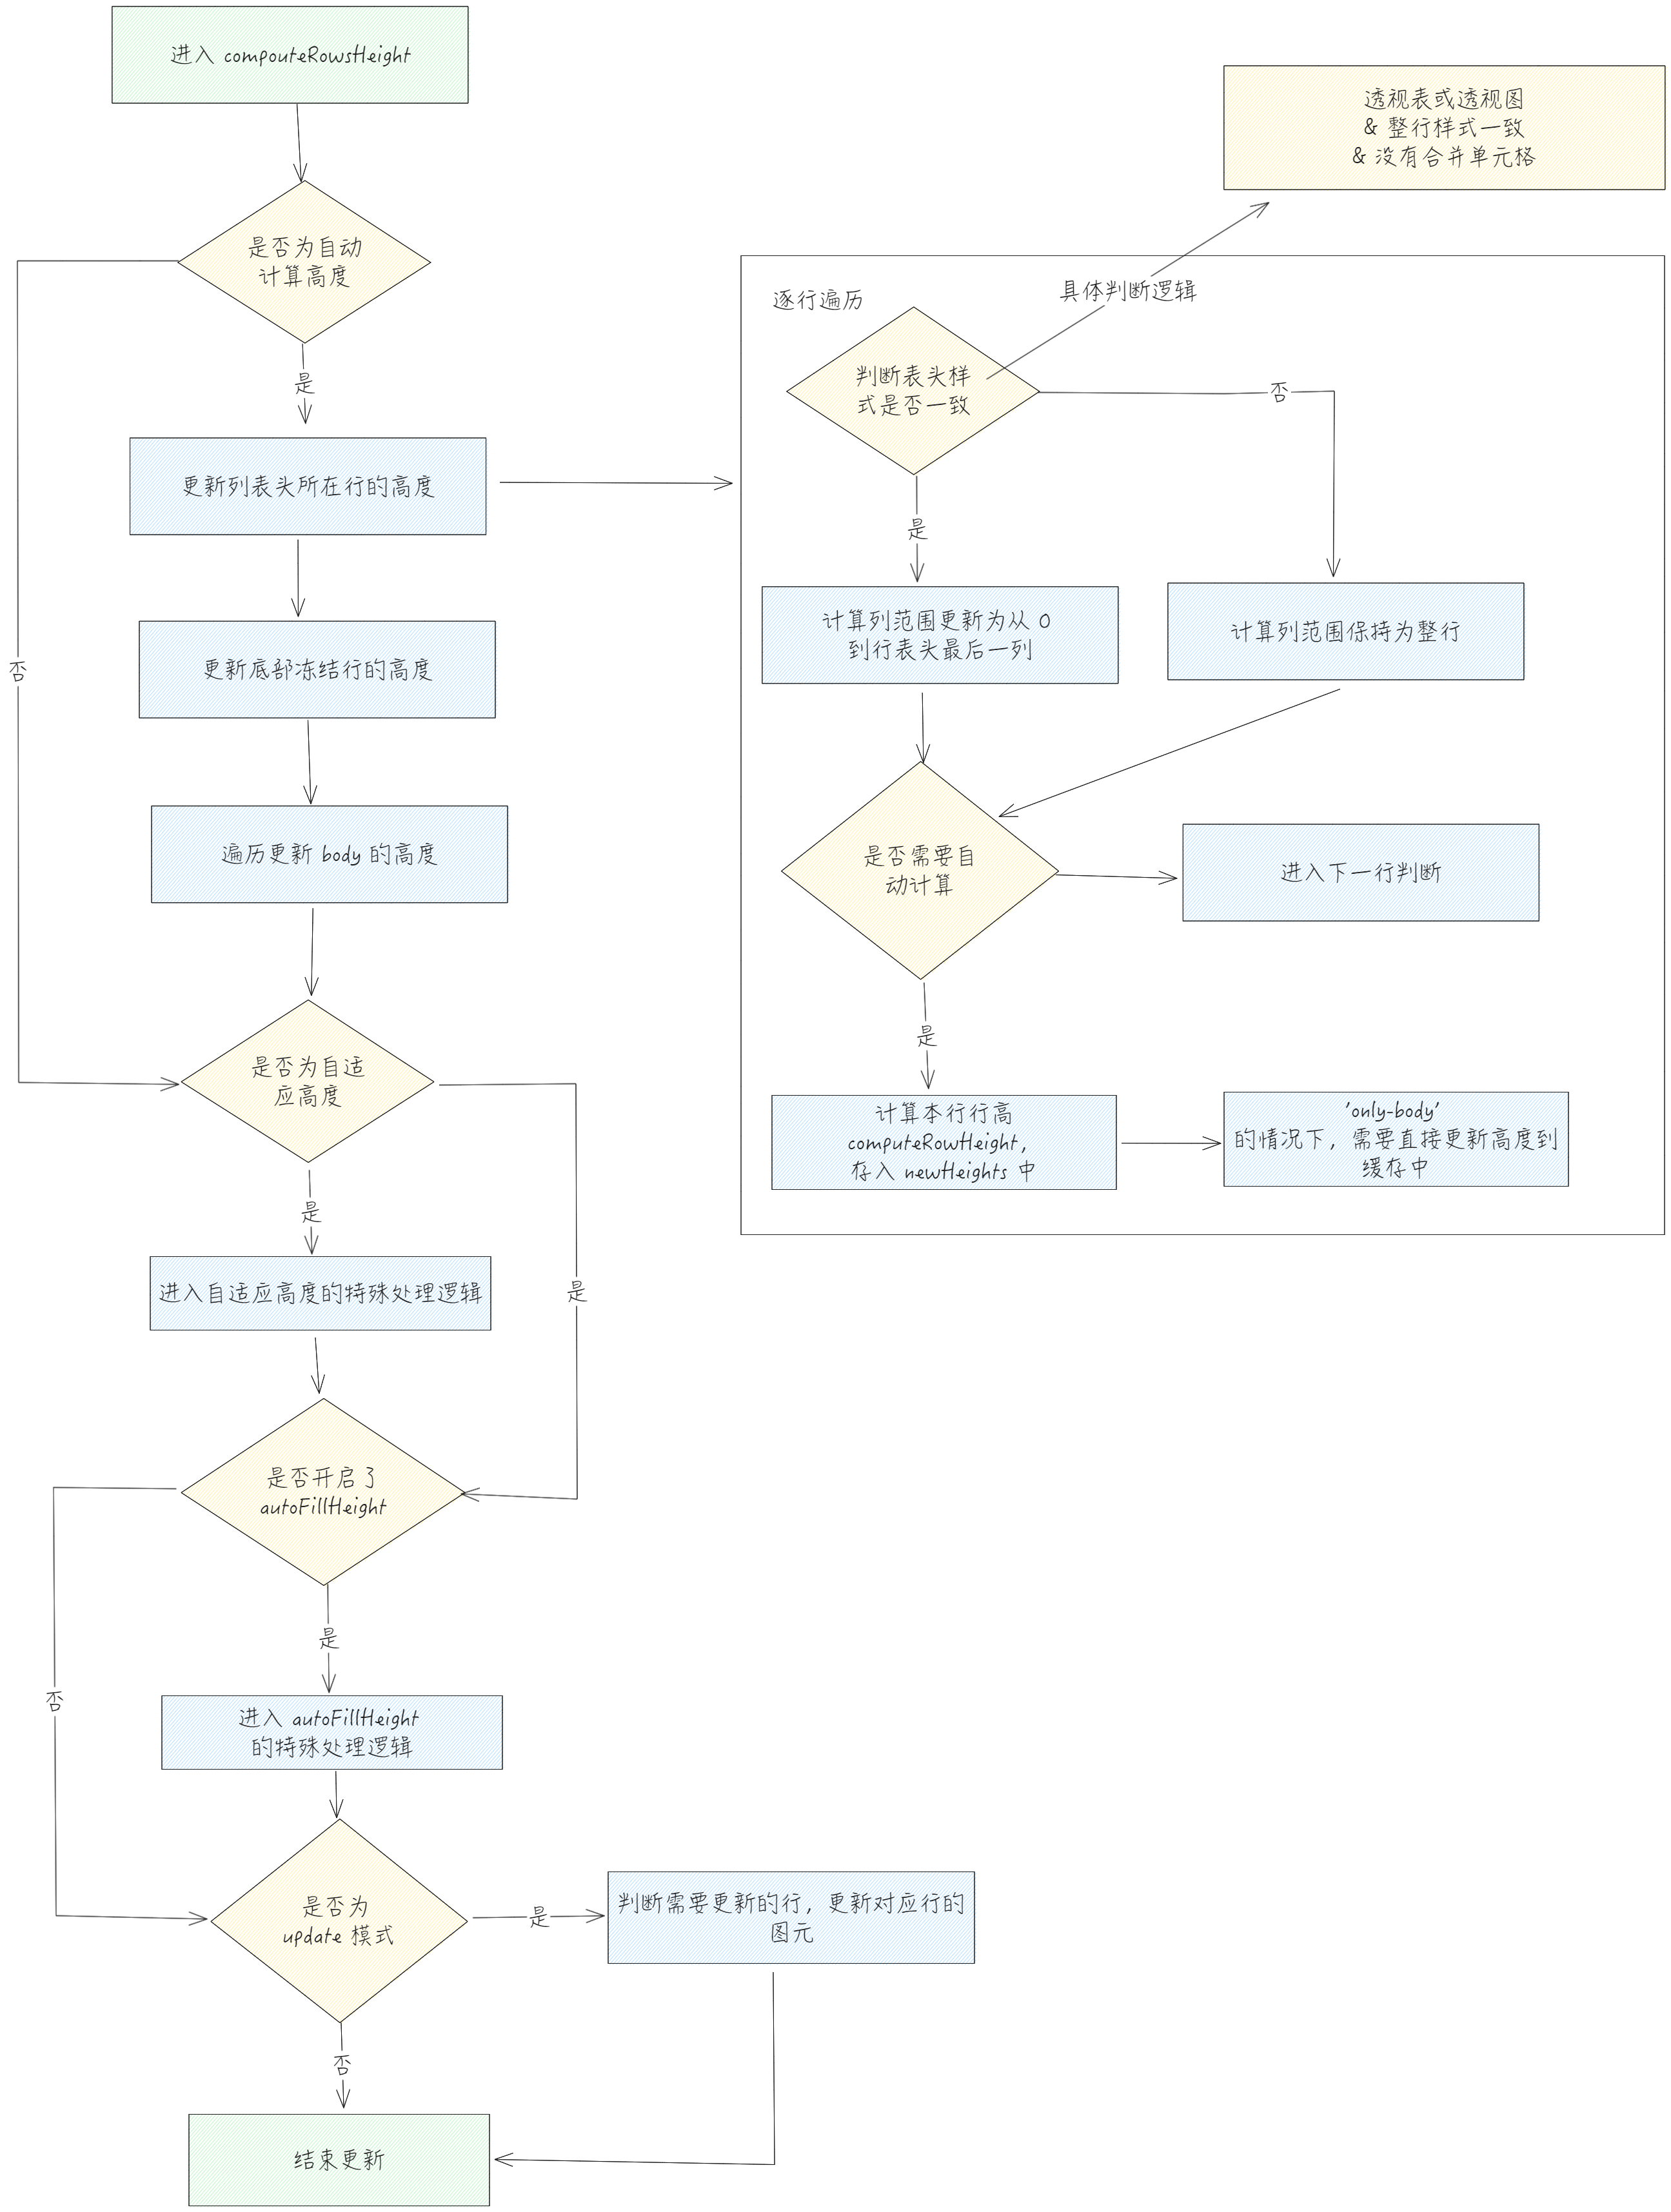 进入 compouteRowsHeight
是否为自动
计算高度
是
否
更新列表头所在行的高度
更新底部冻结行的高度
遍历更新 body 的高度
是否为自适
应高度
是
是
进入自适应高度的特殊处理逻辑
是否开启了
autoFillHeight
是
否
进入 autoFillHeight
的特殊处理逻辑
是否为
update 模式
是
判断需要更新的行，更新对应行的
图元
否
结束更新
透视表或透视图
& 整行样式一致
& 没有合并单元格
具体判断逻辑
逐行遍历
判断表头样
式是否一致
否
是
计算列范围更新为从 0
到行表头最后一列
计算列范围保持为整行
是否需要自
动计算
进入下一行判断
是
计算本行行高
computeRowHeight，
存入 newHeights 中
'only-body'
的情况下，需要直接更新高度到
缓存中